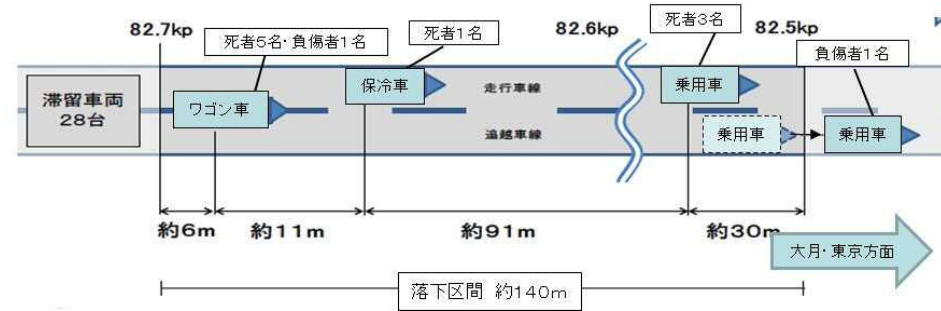 82.7kp
死者5名・負傷者1名
死者1名
82.6kp
死者3名
82.5kp
負傷者1名
滞留車両
28台
ワゴン車
保冷車
走行車線
乗用車
追越車線
乗用車
乗用車
約6m
約11m
約91m
約30m
大月・東京方面
落下区間 約140m